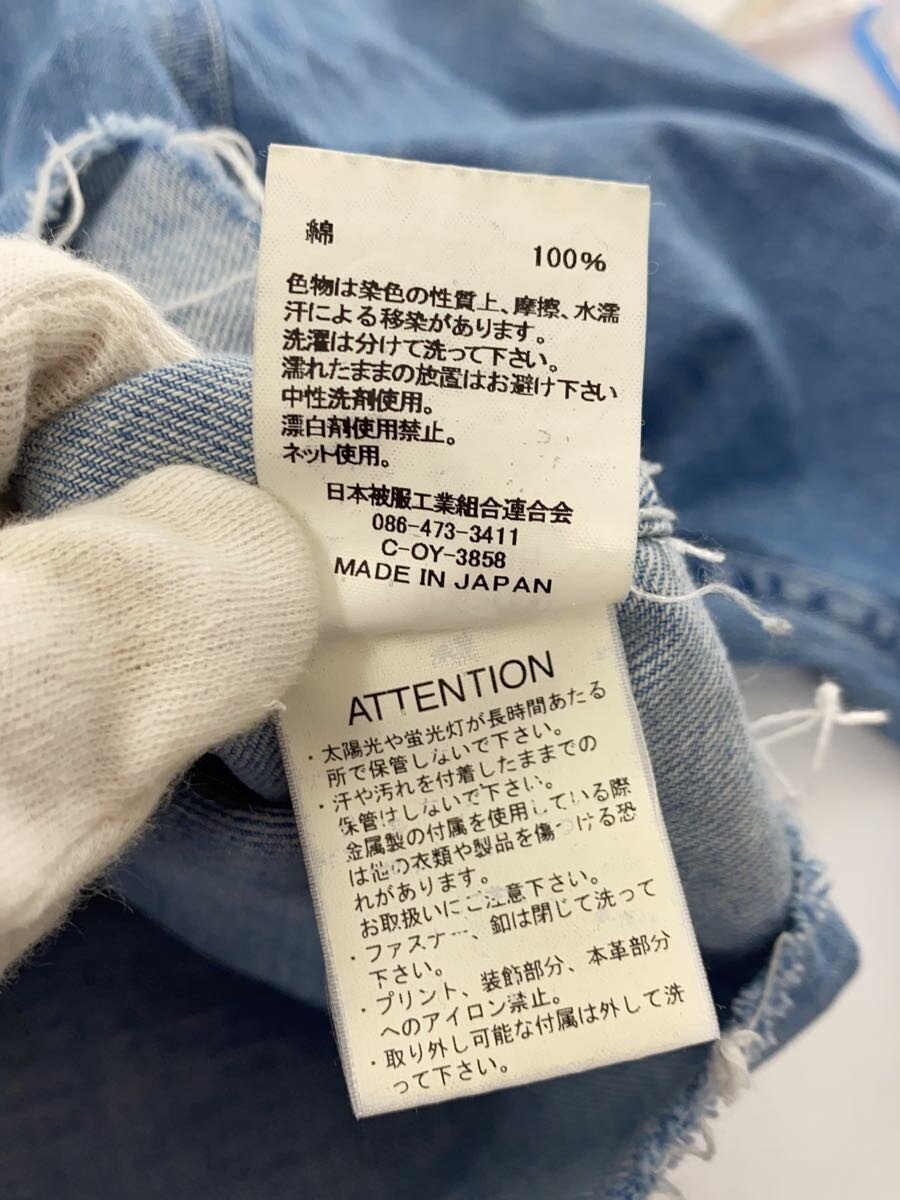 綿
100%
色物は染色の性質上、摩擦、水濡
汗による移染があります。
洗濯は分けて洗って下さい。
濡れたままの放置はお避け下さい
中性洗剤使用。
漂白剤使用禁止。
ネット使用。
日本被服工業組合連合会
086-473-3411
C-OY-3858
MADE IN JAPAN
ATTENTION
・太陽光や蛍光灯が長時間あたる
所で保管しないで下さい。
・汗や汚れを付着したままでの
保管はしないで下さい。
金属製の付属を使用している際
は他の衣類や製品を傷つける恐
れがあります。
お取扱いにご注意下さい。
・ファスナー、釦は閉じて洗って
下さい。
・プリント、装飾部分、本革部分
へのアイロン禁止。
・取り外し可能な付属は外して洗
って下さい。